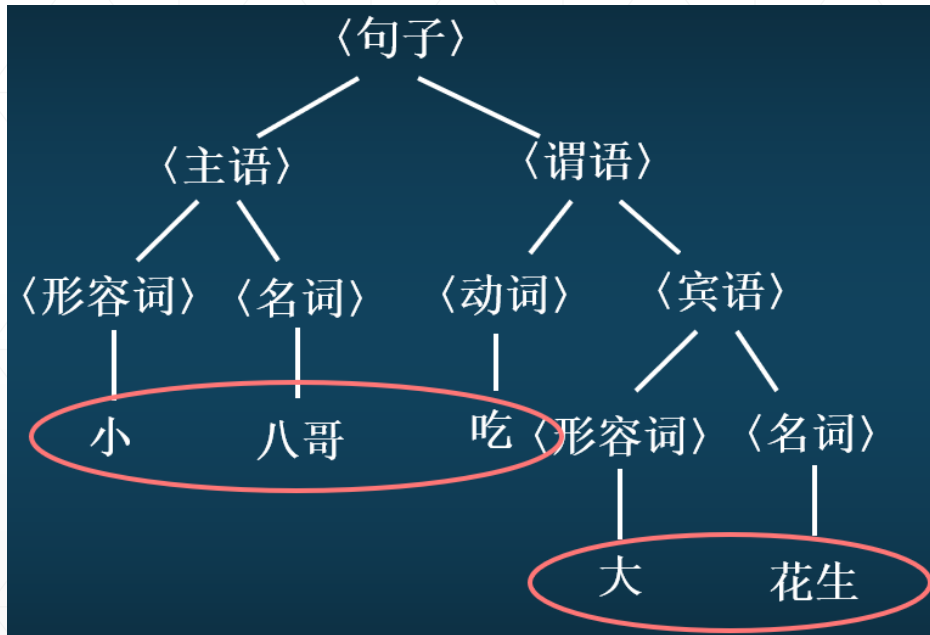 〈句子〉
〈主语〉 〈谓语〉
〈形容词〉 〈名词〉 〈动词〉 〈宾语〉
小 八哥 吃 〈形容词〉 〈名词〉
大 花生